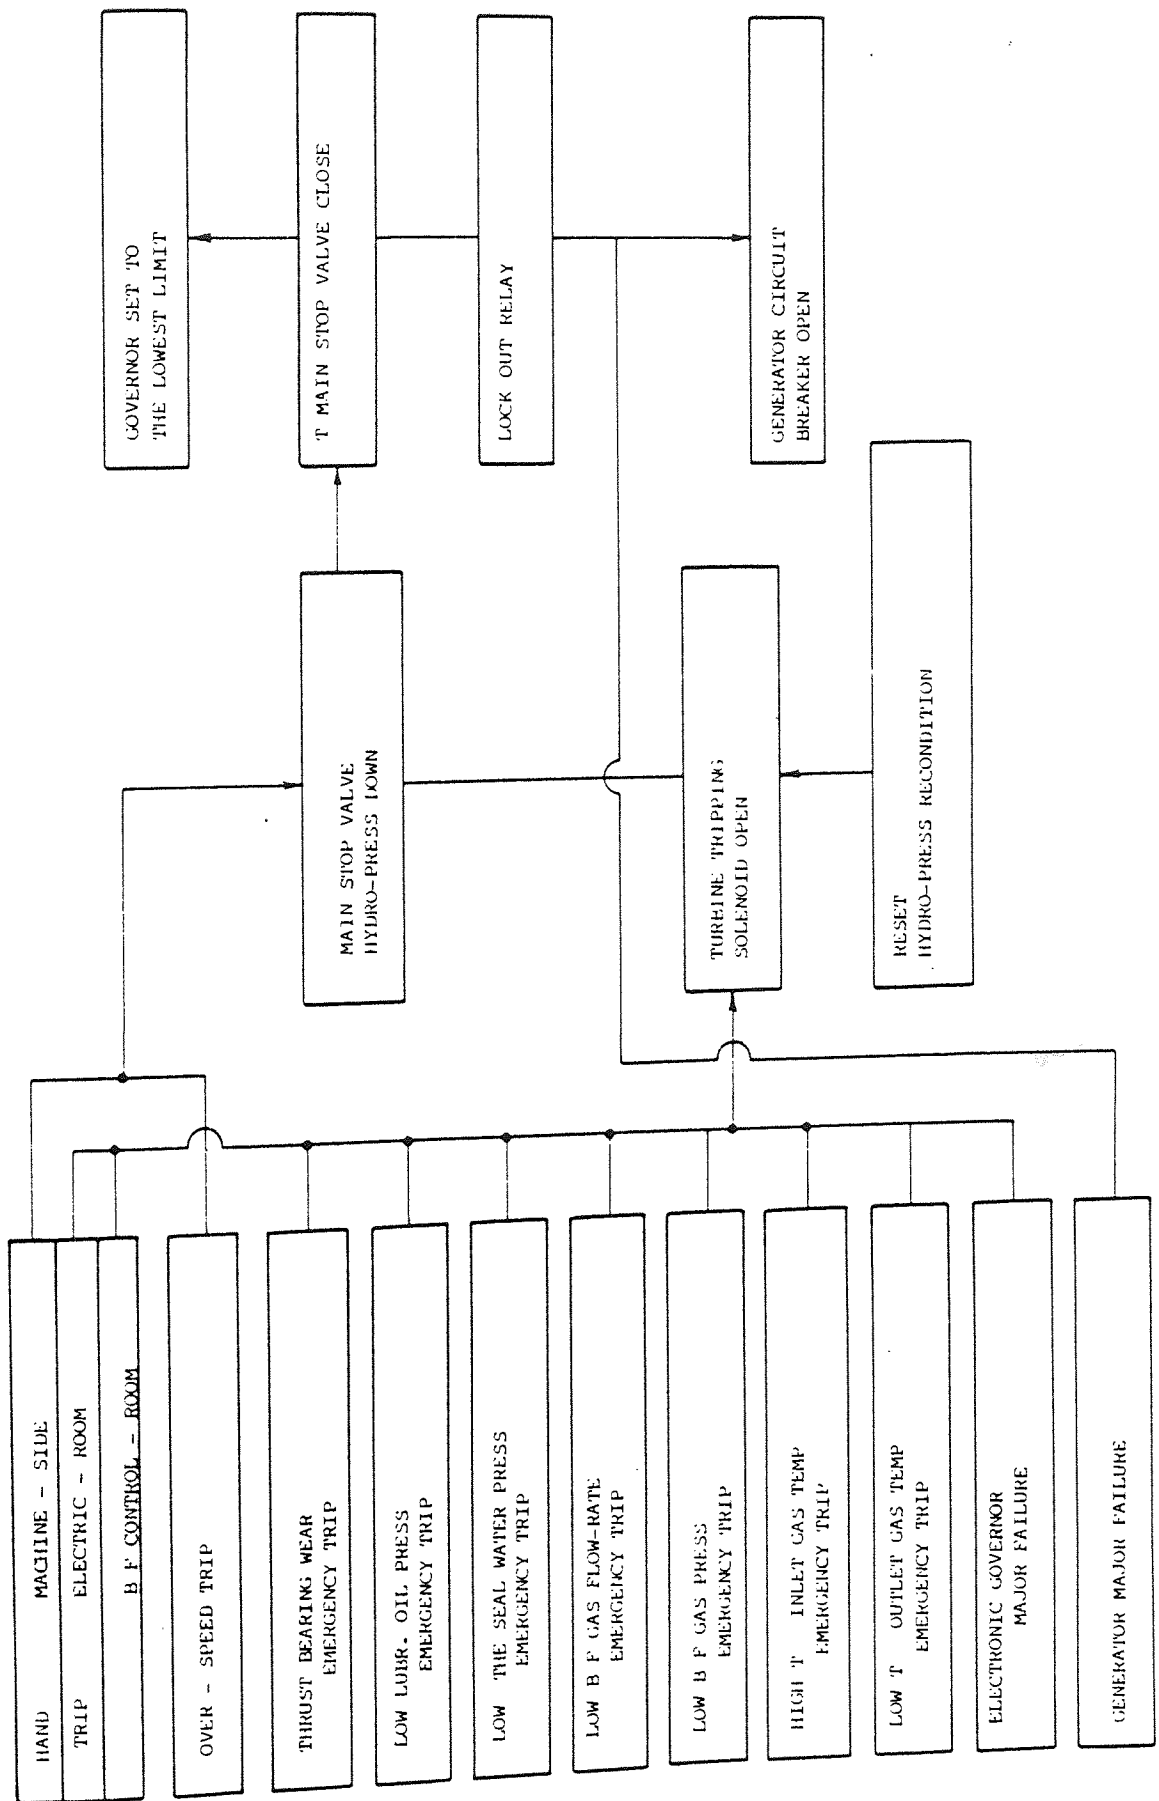 HAND MACHINE - SIDE
TRIP ELECTRIC - ROOM
B F CONTROL - ROOM
OVER - SPEED TRIP
THRUST BEARING WEAR
EMERGENCY TRIP
LOW LUBR. OIL PRESS
EMERGENCY TRIP
LOW THE SEAL WATER PRESS
EMERGENCY TRIP
LOW B F GAS FLOW-RATE
EMERGENCY TRIP
LOW B F GAS PRESS
EMERGENCY TRIP
HIGH T INLET GAS TEMP
EMERGENCY TRIP
LOW T OUTLET GAS TEMP
EMERGENCY TRIP
ELECTRONIC GOVERNOR
MAJOR FAILURE
GENERATOR MAJOR FAILURE
MAIN STOP VALVE
HYDRO-PRESS DOWN
TURBINE TRIPPING
SOLENOID OPEN
RESET
HYDRO-PRESS RECONDITION
GOVERNOR SET TO
THE LOWEST LIMIT
T MAIN STOP VALVE CLOSE
LOCK OUT RELAY
GENERATOR CIRCUIT
BREAKER OPEN